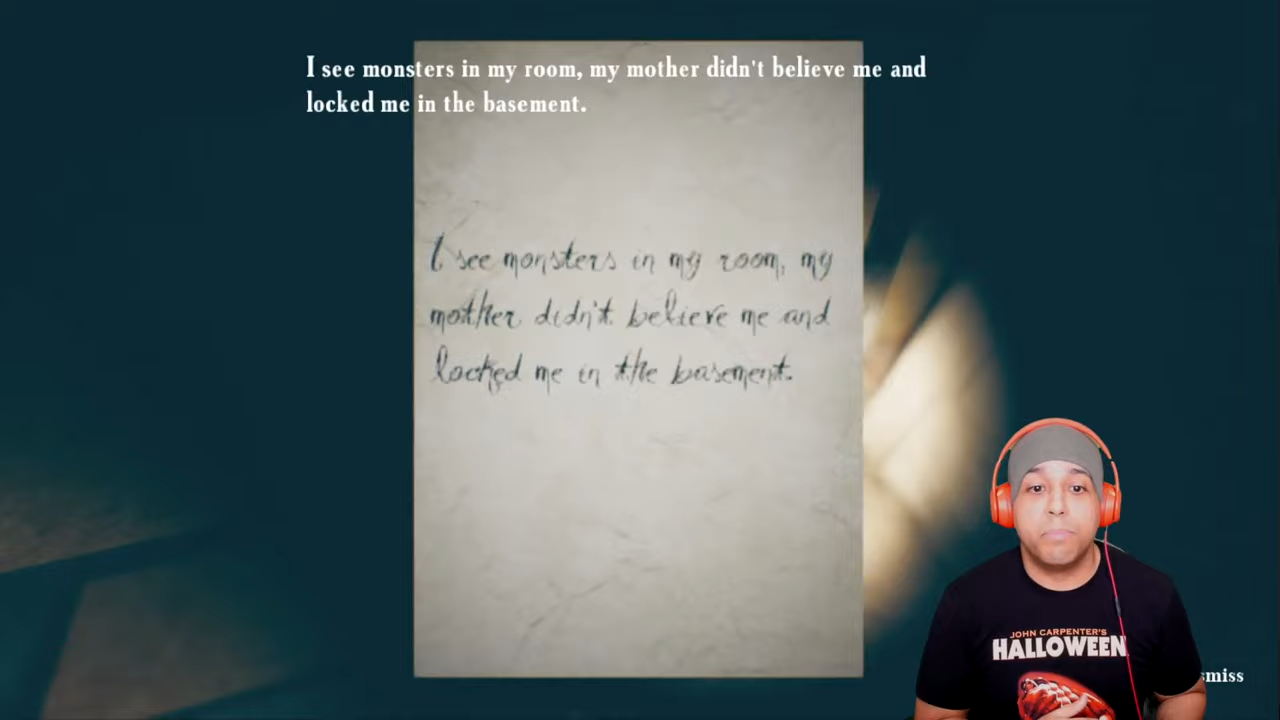 I see monsters in my room, my mother didn't believe me and
locked me in the basement.
I see monsters in my room, my
mother didn't believe me and
locked me in the basement.
JOHN CARPENTER'S
HALLOWEEN
smiss